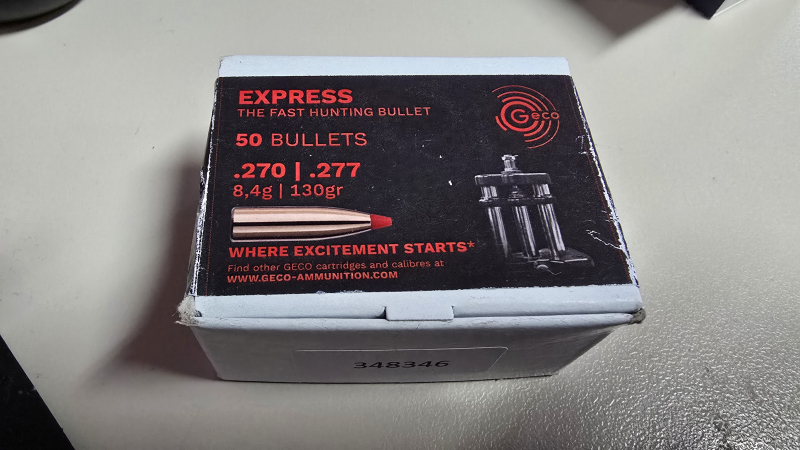 EXPRESS
THE FAST HUNTING BULLET
Geco
50 BULLETS
.270 | .277
8,4g | 130gr
WHERE EXCITEMENT STARTS*
Find other GECO cartridges and calibres at
WWW.GECO-AMMUNITION.COM
348346